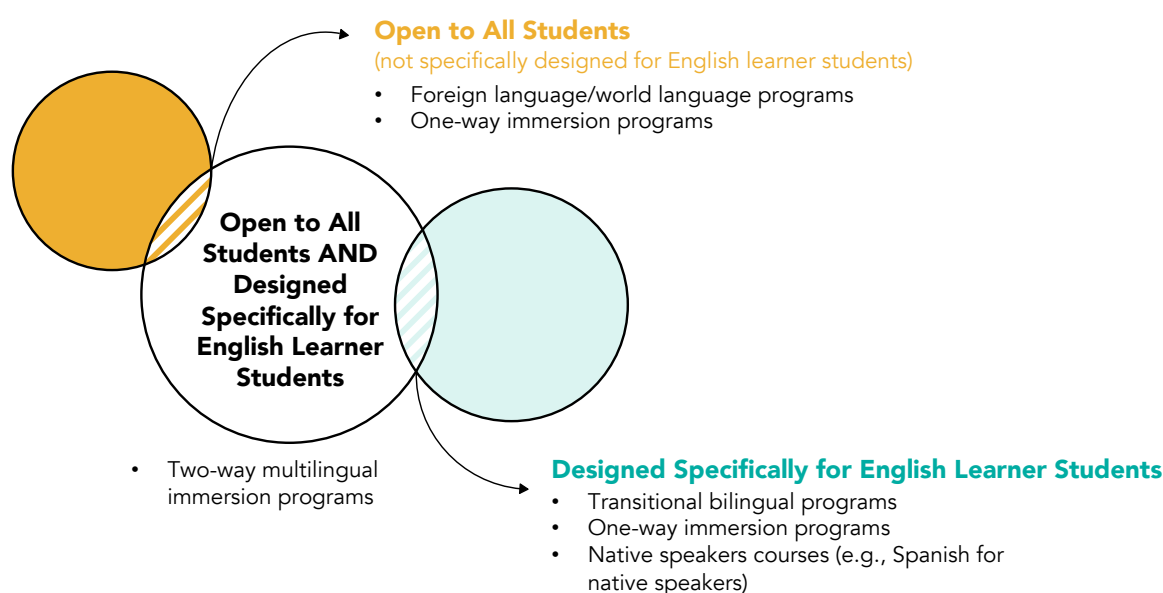 Open to All Students
(not specifically designed for English learner students)
• Foreign language/world language programs
• One-way immersion programs
Open to All
Students AND
Designed
Specifically for
English Learner
Students
• Two-way multilingual
immersion programs
Designed Specifically for English Learner Students
• Transitional bilingual programs
• One-way immersion programs
• Native speakers courses (e.g., Spanish for
native speakers)